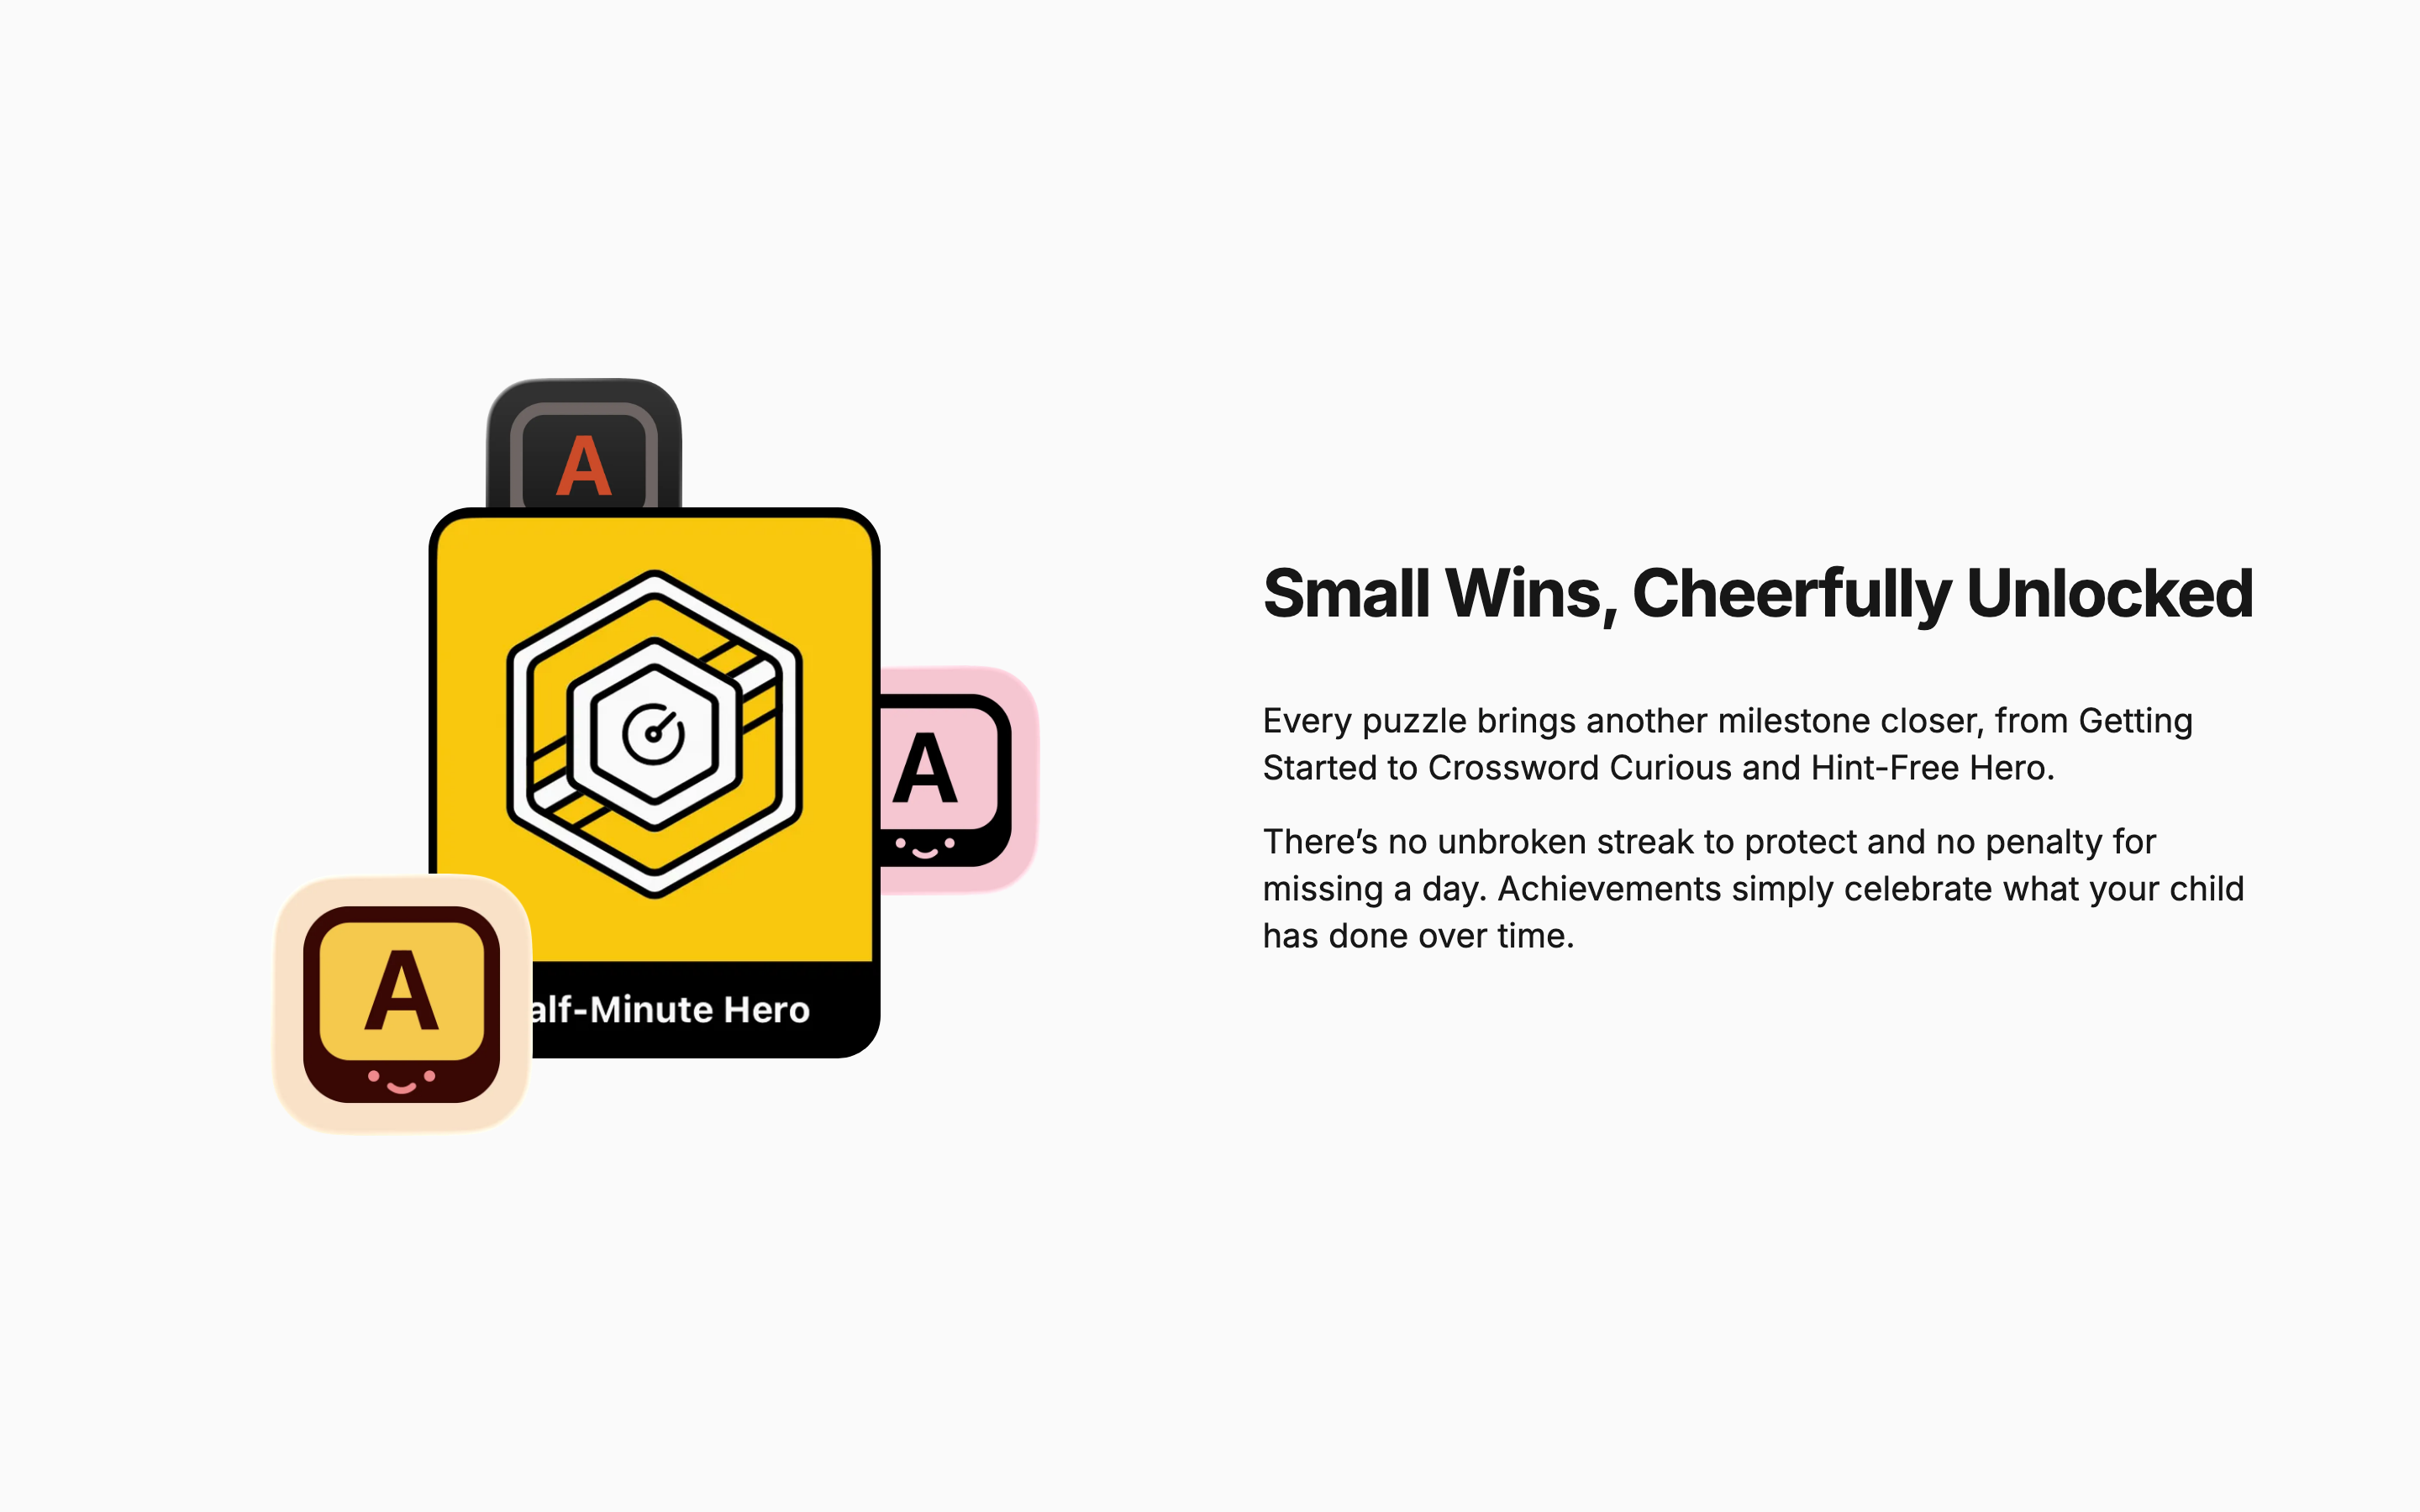 A
A
A
alf-Minute Hero
Small Wins, Cheerfully Unlocked
Every puzzle brings another milestone closer, from Getting
Started to Crossword Curious and Hint-Free Hero.
There’s no unbroken streak to protect and no penalty for
missing a day. Achievements simply celebrate what your child
has done over time.